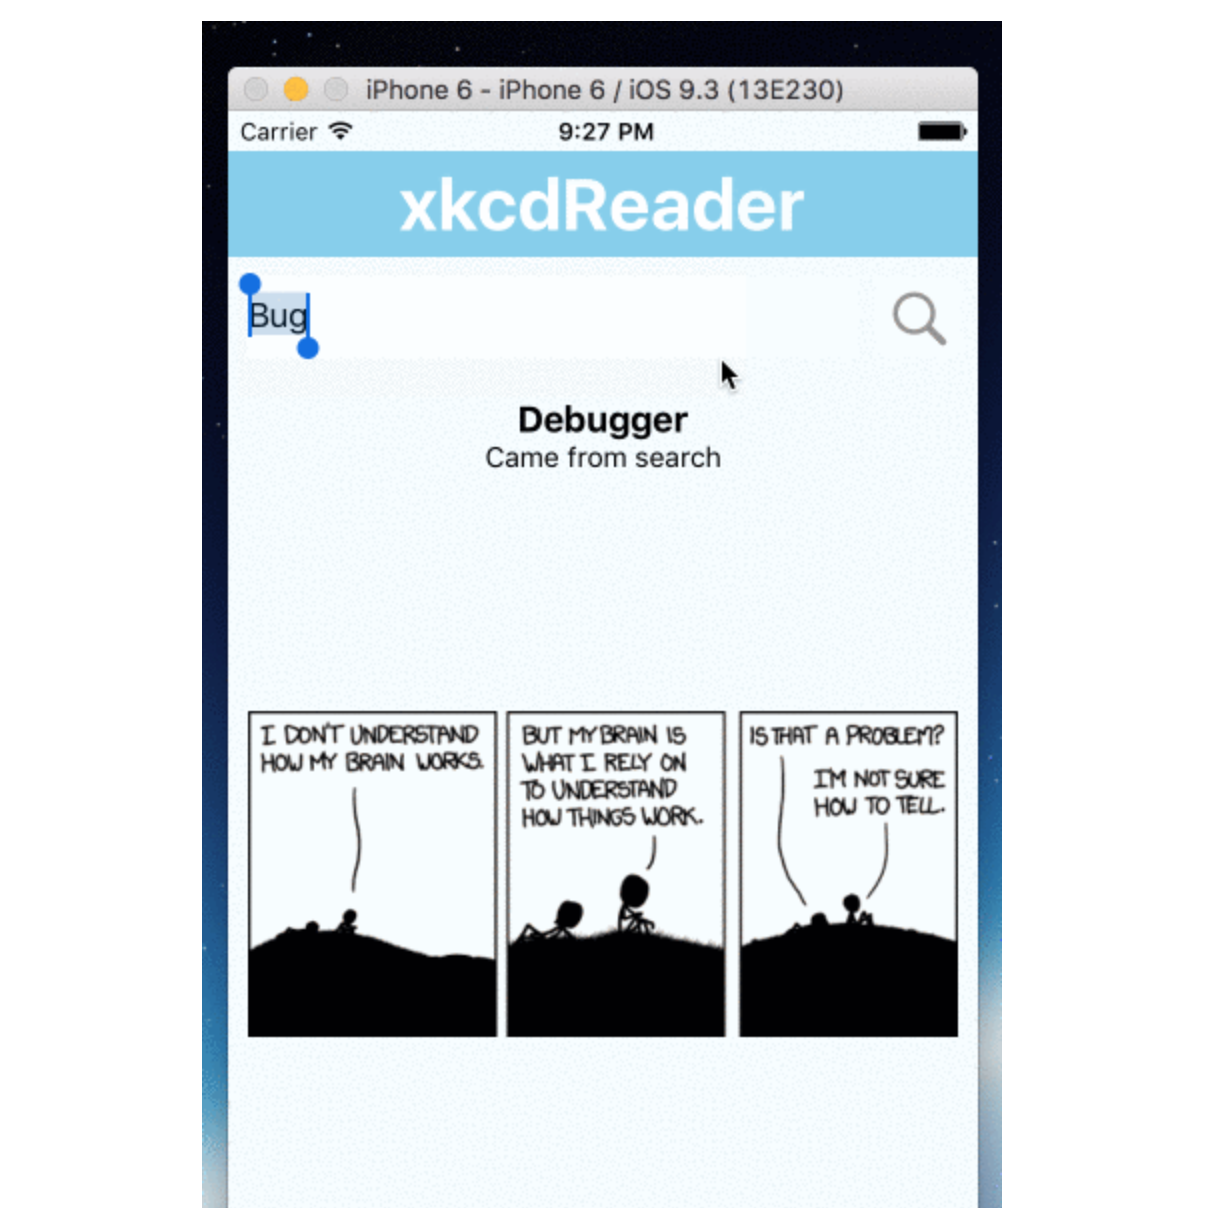 iPhone 6 - iPhone 6 / iOS 9.3 (13E230)
Carrier 9:27 PM
xkcdReader
Bug
Debugger
Came from search
I DON'T UNDERSTAND
HOW MY BRAIN WORKS.
BUT MY BRAIN IS
WHAT I RELY ON
TO UNDERSTAND
HOW THINGS WORK.
IS THAT A PROBLEM?
I'M NOT SURE
HOW TO TELL.